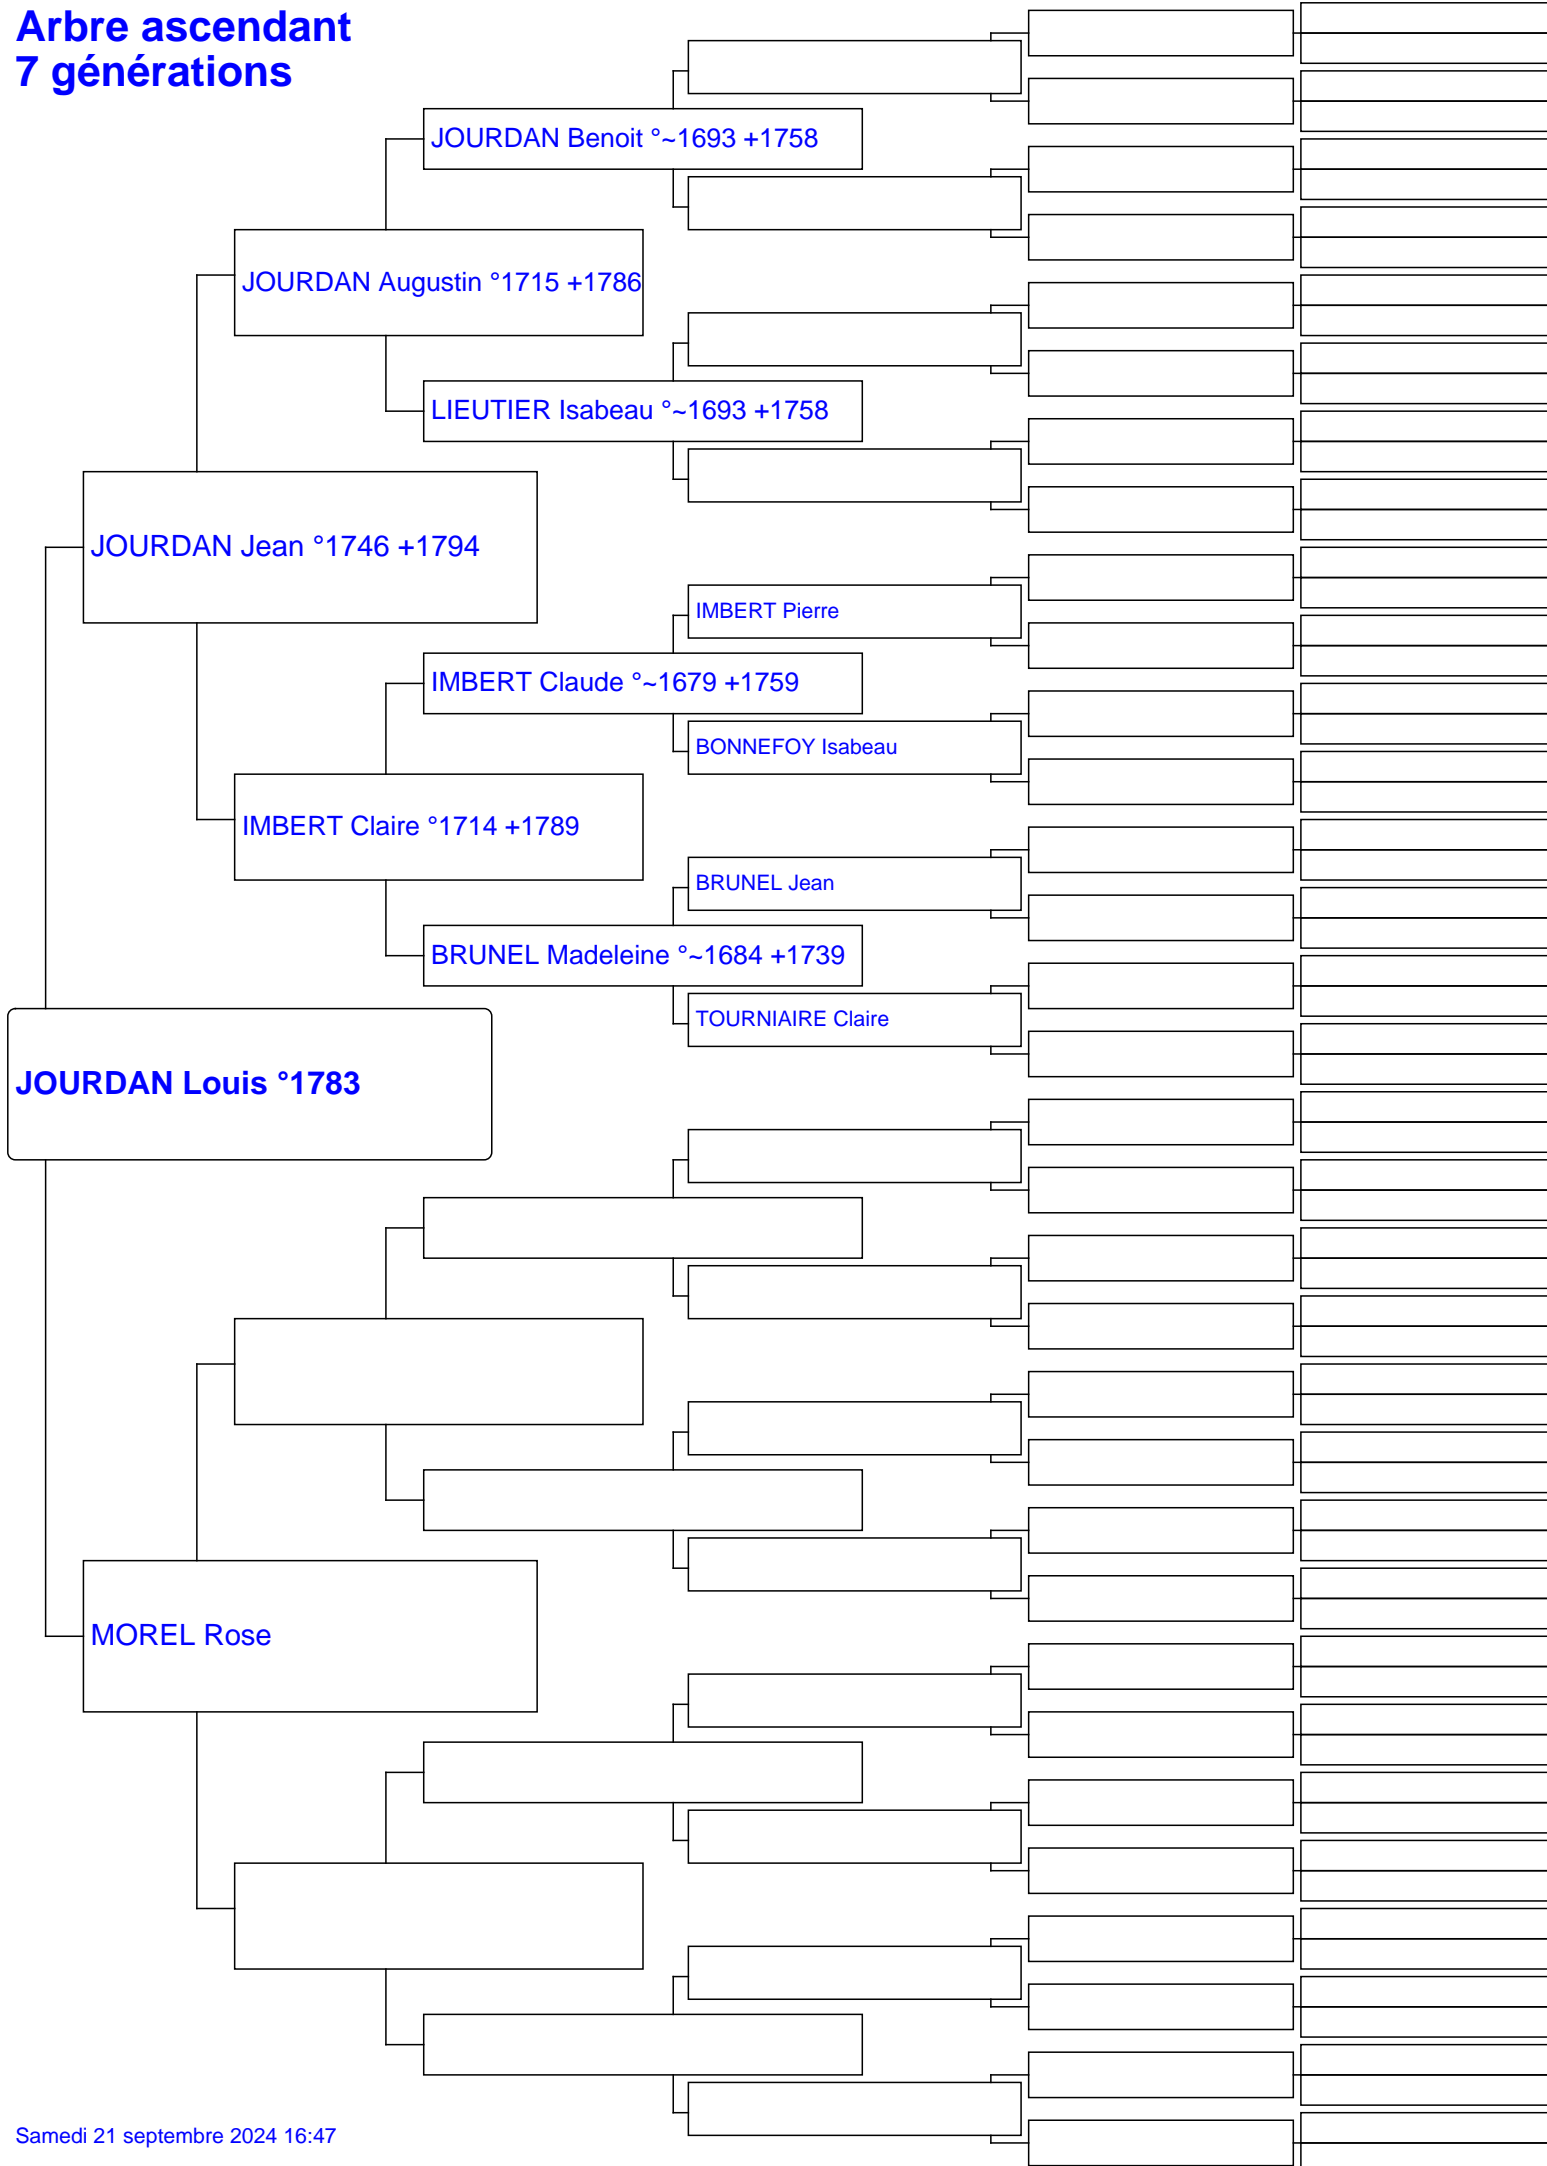 Arbre ascendant
7 générations
JOURDAN Benoit °~1693 +1758
JOURDAN Augustin °1715 +1786
LIEUTIER Isabeau °~1693 +1758
JOURDAN Jean °1746 +1794
IMBERT Pierre
IMBERT Claude °~1679 +1759
BONNEFOY Isabeau
IMBERT Claire °1714 +1789
BRUNEL Jean
BRUNEL Madeleine °~1684 +1739
TOURNIAIRE Claire
JOURDAN Louis °1783
MOREL Rose
Samedi 21 septembre 2024 16:47